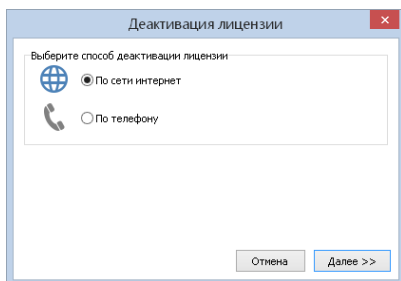 Деактивация лицензии
Выберите способ деактивации лицензии
По сети интернет
По телефону
Отмена
Далее >>